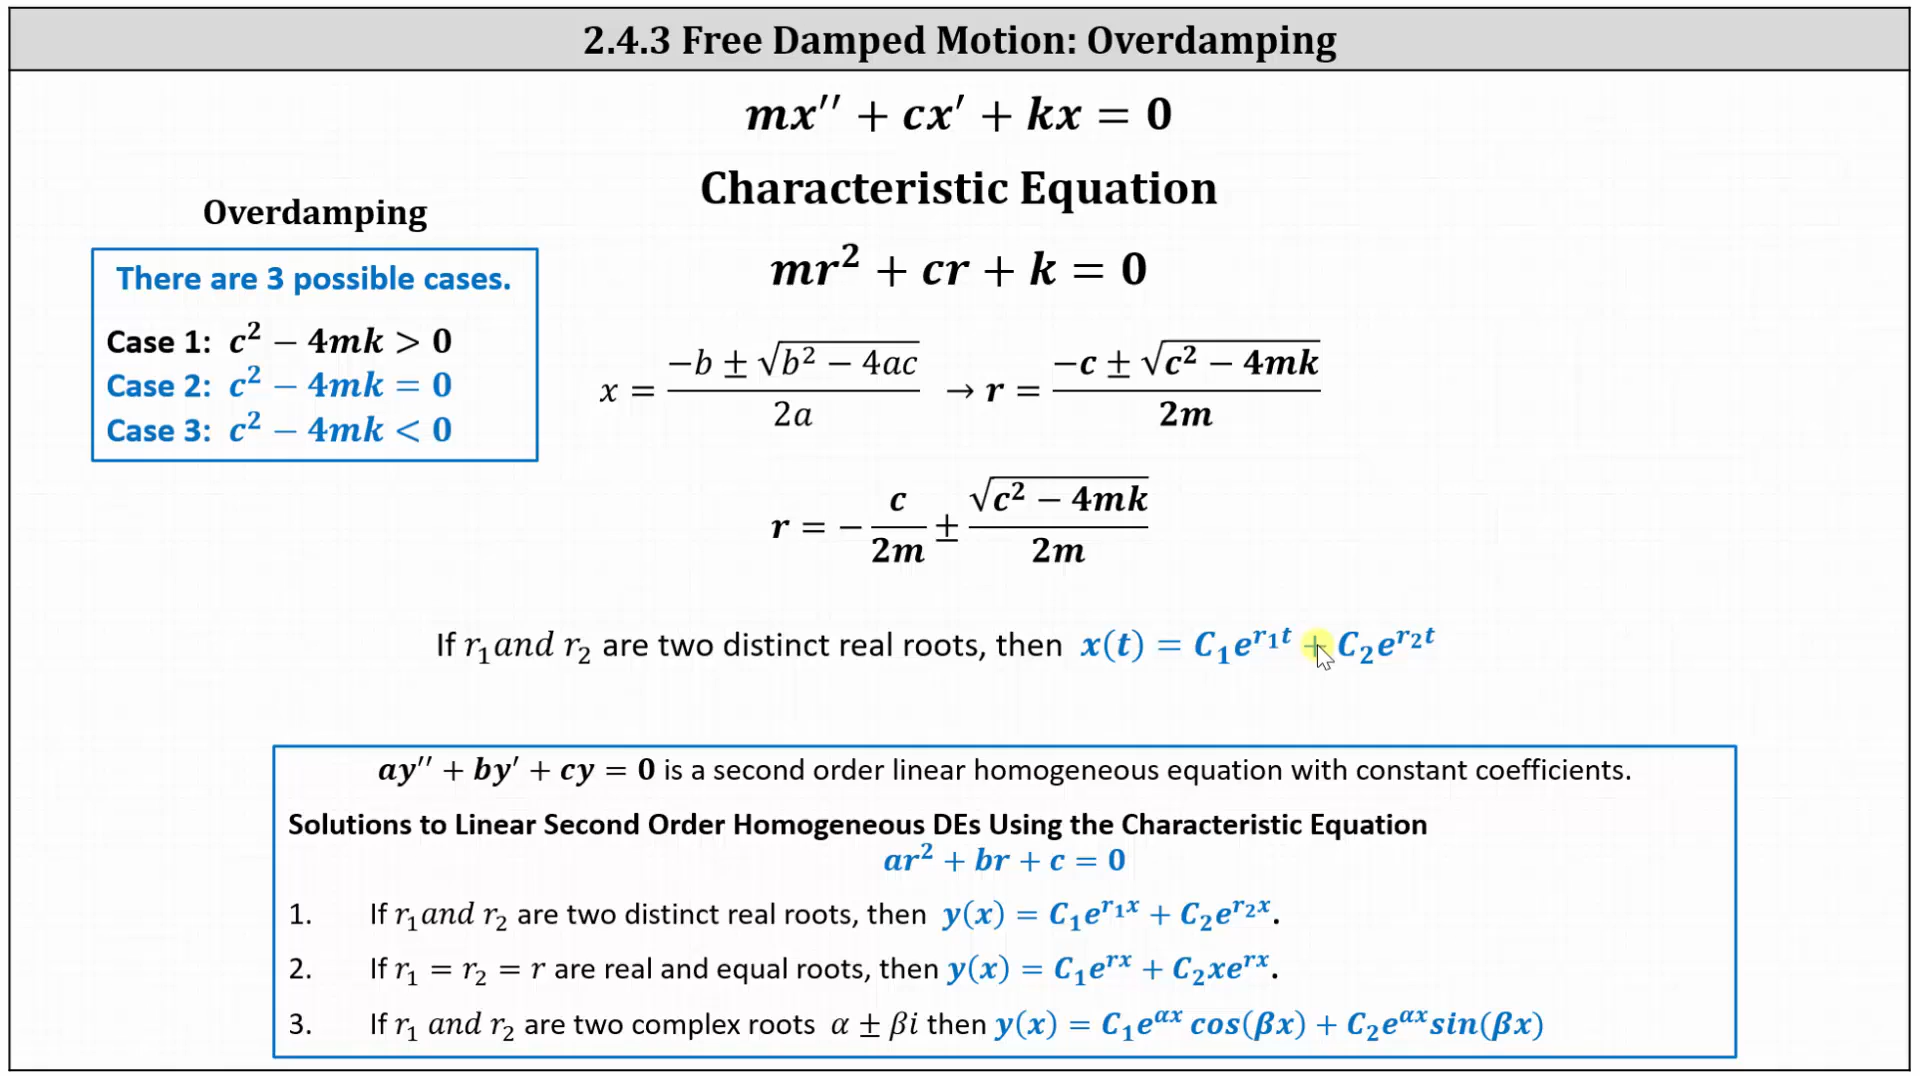 2.4.3 Free Damped Motion: Overdamping
mx′′ + cx′ + kx = 0
Characteristic Equation
mr² + cr + k = 0
Overdamping
There are 3 possible cases.
Case 1: c² − 4mk > 0
Case 2: c² − 4mk = 0
Case 3: c² − 4mk < 0
x = (−b ± √(b² − 4ac))/(2a) → r = (−c ± √(c² − 4mk))/(2m)
r = −c/(2m) ± √(c² − 4mk)/(2m)
If r₁ and r₂ are two distinct real roots, then x(t) = C₁e^(r₁t) + C₂e^(r₂t)
ay′′ + by′ + cy = 0 is a second order linear homogeneous equation with constant coefficients.
Solutions to Linear Second Order Homogeneous DEs Using the Characteristic Equation
ar² + br + c = 0
1. If r₁ and r₂ are two distinct real roots, then y(x) = C₁e^(r₁x) + C₂e^(r₂x).
2. If r₁ = r₂ = r are real and equal roots, then y(x) = C₁e^(rx) + C₂xe^(rx).
3. If r₁ and r₂ are two complex roots α ± βi then y(x) = C₁e^(αx) cos(βx) + C₂e^(αx) sin(βx)